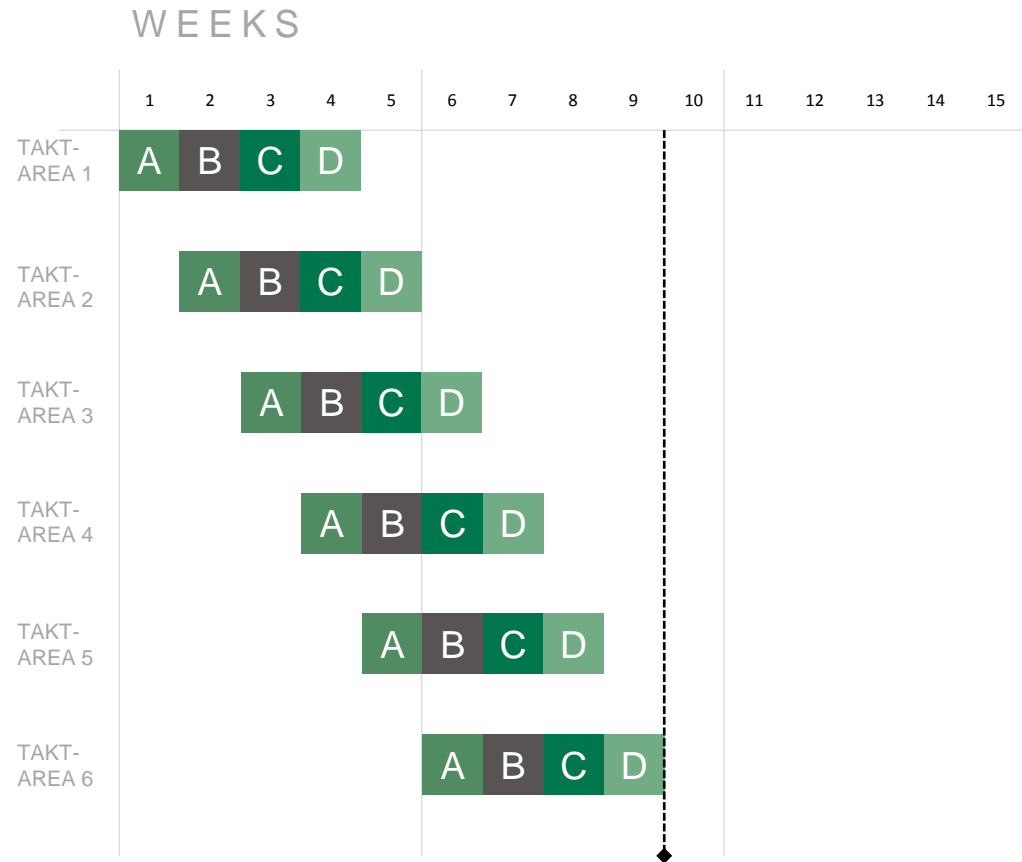 WEEKS
1 2 3 4 5 6 7 8 9 10 11 12 13 14 15
TAKT-
AREA 1
A B C D
TAKT-
AREA 2
A B C D
TAKT-
AREA 3
A B C D
TAKT-
AREA 4
A B C D
TAKT-
AREA 5
A B C D
TAKT-
AREA 6
A B C D